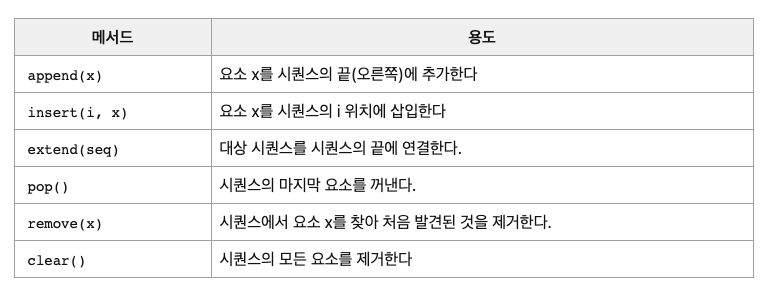 메서드 용도
append(x) 요소 x를 시퀀스의 끝(오른쪽)에 추가한다
insert(i, x) 요소 x를 시퀀스의 i 위치에 삽입한다
extend(seq) 대상 시퀀스를 시퀀스의 끝에 연결한다.
pop() 시퀀스의 마지막 요소를 꺼낸다.
remove(x) 시퀀스에서 요소 x를 찾아 처음 발견된 것을 제거한다.
clear() 시퀀스의 모든 요소를 제거한다